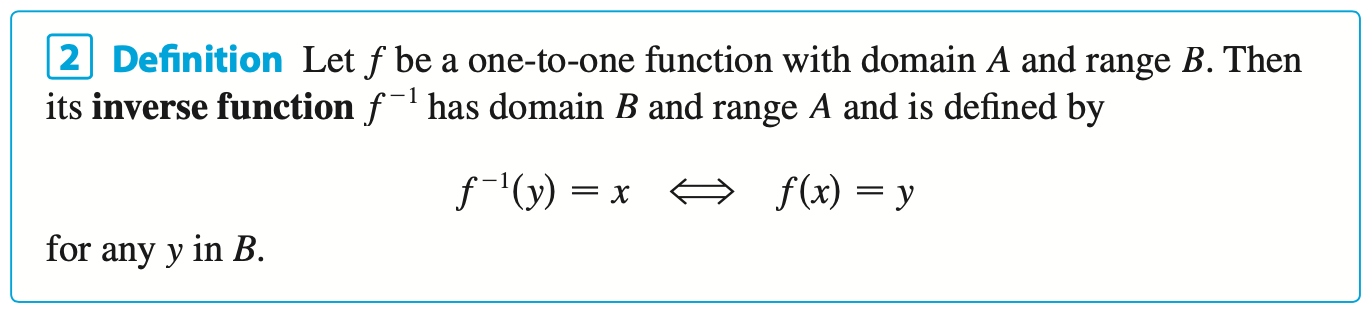 2 Definition Let f be a one-to-one function with domain A and range B. Then
its inverse function f⁻¹ has domain B and range A and is defined by
f⁻¹(y) = x ⟺ f(x) = y
for any y in B.